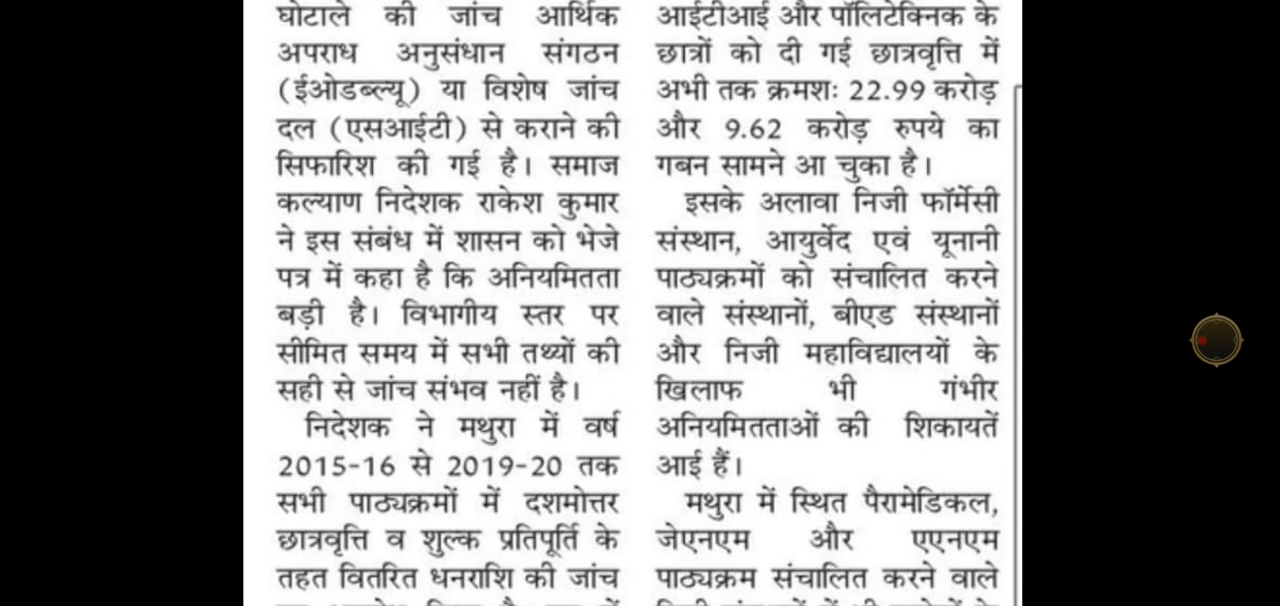 घोटाले की जांच आर्थिक
अपराध अनुसंधान संगठन
(ईओडब्ल्यू) या विशेष जांच
दल (एसआईटी) से कराने की
सिफारिश की गई है। समाज
कल्याण निदेशक राकेश कुमार
ने इस संबंध में शासन को भेजे
पत्र में कहा है कि अनियमितता
बड़ी है। विभागीय स्तर पर
सीमित समय में सभी तथ्यों की
सही से जांच संभव नहीं है।
निदेशक ने मथुरा में वर्ष
2015-16 से 2019-20 तक
सभी पाठ्यक्रमों में दशमोत्तर
छात्रवृत्ति व शुल्क प्रतिपूर्ति के
तहत वितरित धनराशि की जांच
आईटीआई और पॉलिटेक्निक के
छात्रों को दी गई छात्रवृत्ति में
अभी तक क्रमशः 22.99 करोड़
और 9.62 करोड़ रुपये का
गबन सामने आ चुका है।
इसके अलावा निजी फॉर्मेसी
संस्थान, आयुर्वेद एवं यूनानी
पाठ्यक्रमों को संचालित करने
वाले संस्थानों, बीएड संस्थानों
और निजी महाविद्यालयों के
खिलाफ भी गंभीर
अनियमितताओं की शिकायतें
आई हैं।
मथुरा में स्थित पैरामेडिकल,
जेएनएम और एएनएम
पाठ्यक्रम संचालित करने वाले